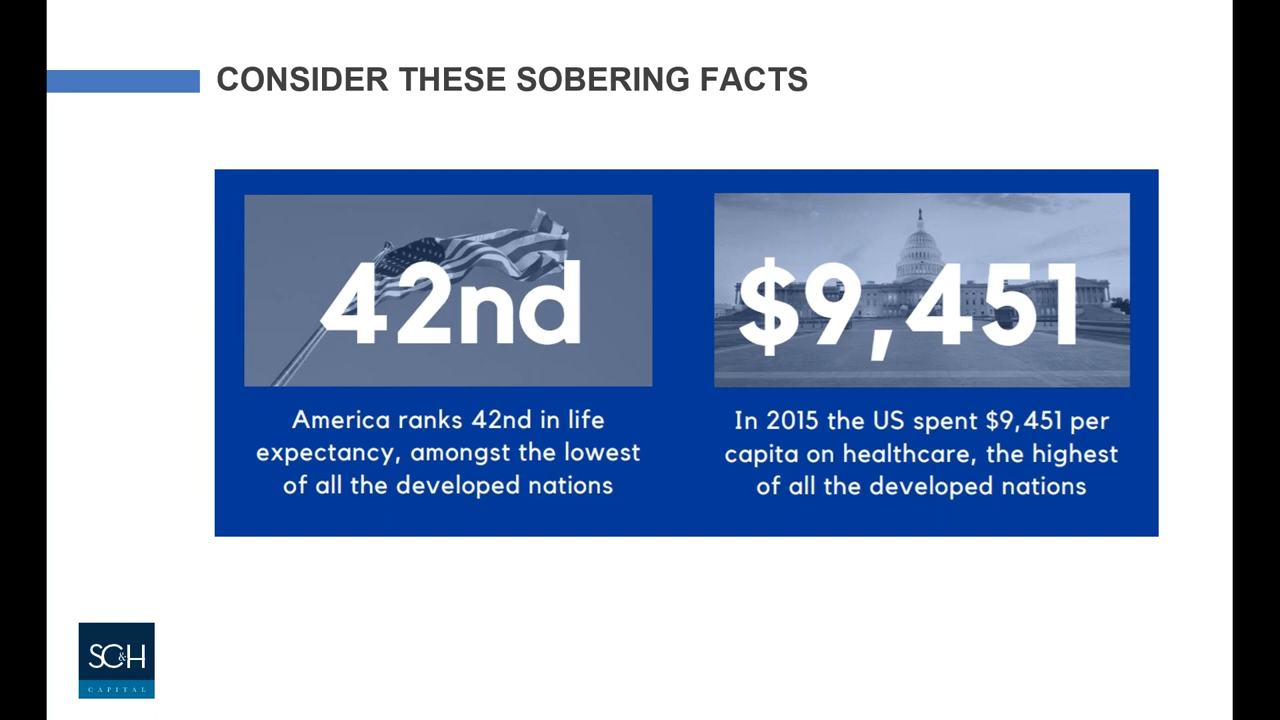 CONSIDER THESE SOBERING FACTS
42nd
America ranks 42nd in life
expectancy, amongst the lowest
of all the developed nations
$9,451
In 2015 the US spent $9,451 per
capita on healthcare, the highest
of all the developed nations
SC&H
CAPITAL